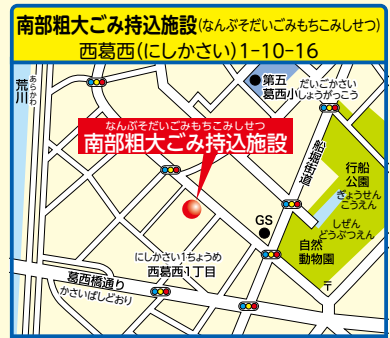 南部粗大ごみ持込施設(なんぶそだいごみもちこみしせつ)
西葛西(にしかさい)1-10-16
あらかわ
荒川
第五
葛西小
だいごかさい
しょうがっこう
なんぶそだいごみもちこみしせつ
南部粗大ごみ持込施設
船堀街道
行船
公園
ぎょうせん
こうえん
しぜん
どうぶつえん
自然
動物園
GS
にしかさい1ちょうめ
西葛西1丁目
葛西橋通り
かさいばしどおり
〒